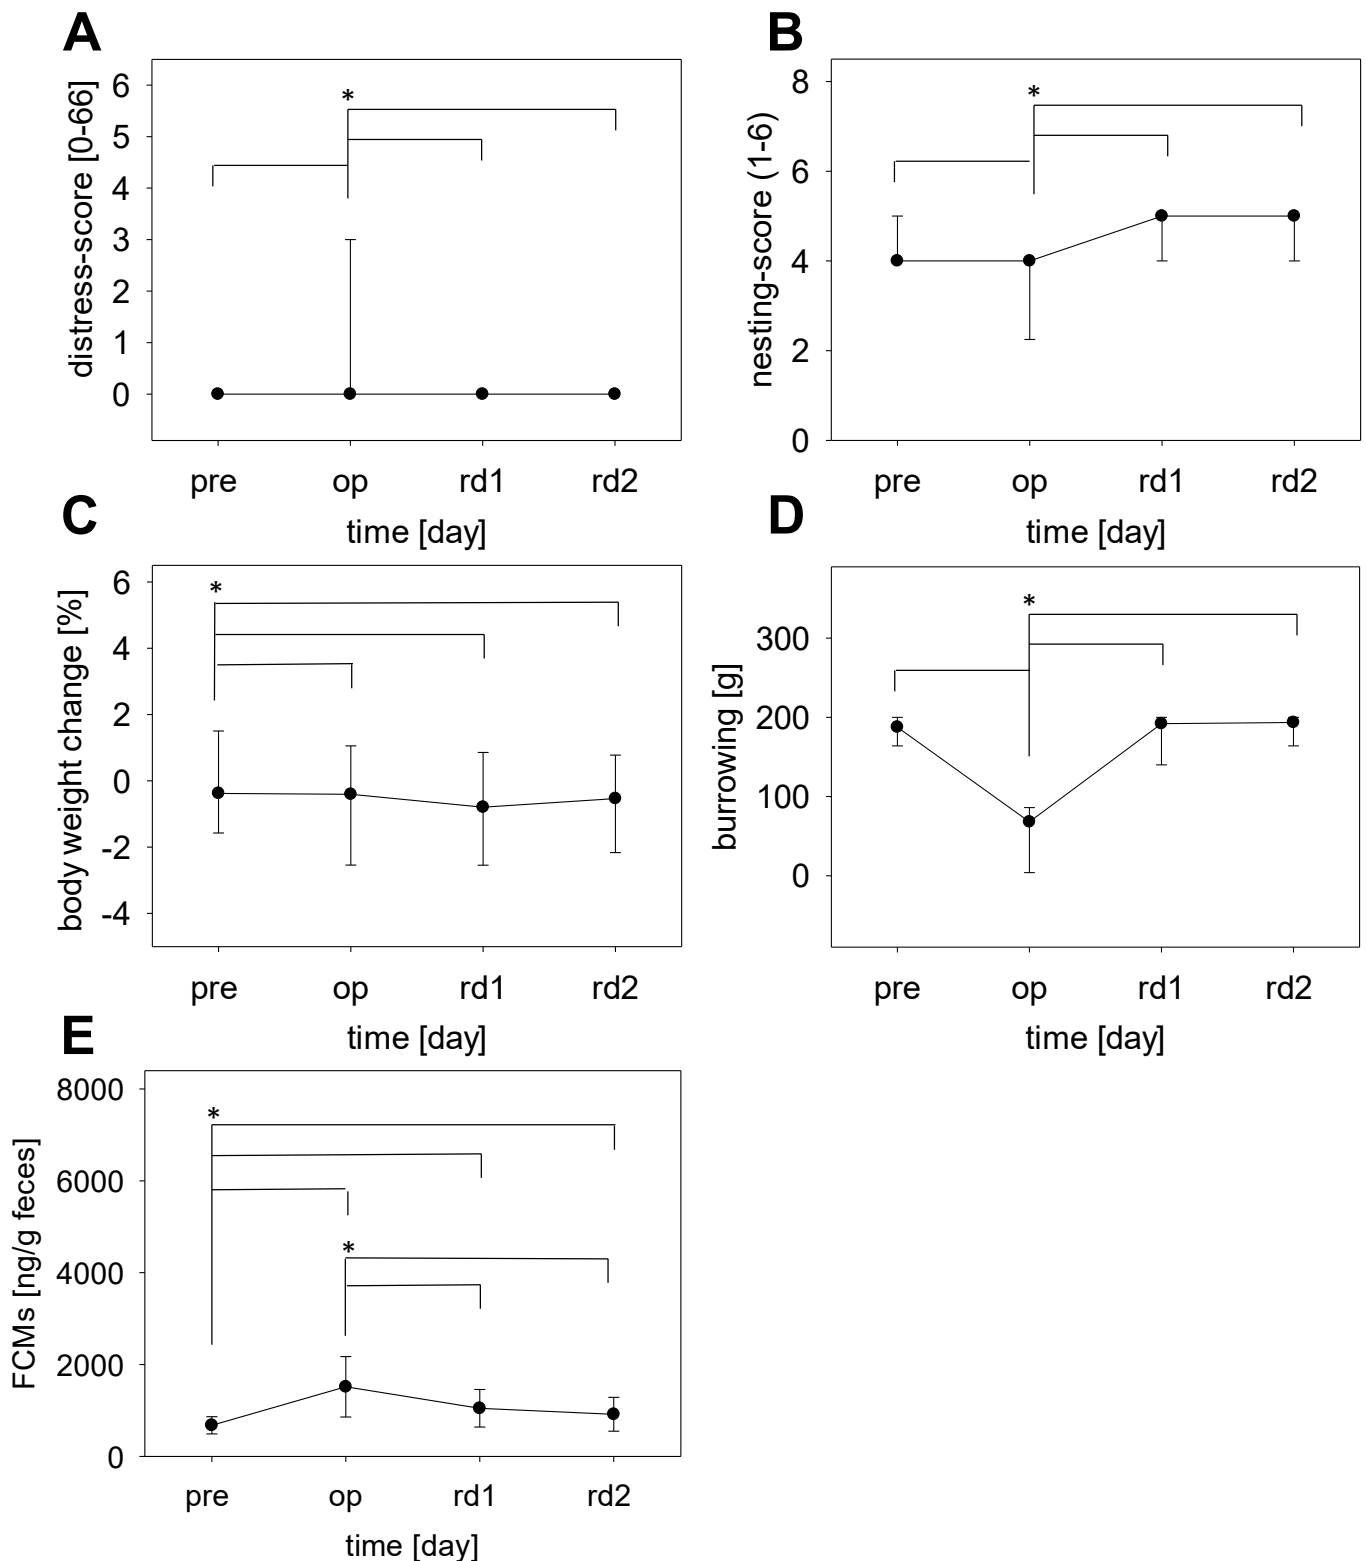 A
distress-score [0-66]
6
5
4
3
2
1
0
*
pre op rd1 rd2
time [day]
B
nesting-score (1-6)
8
6
4
2
0
*
pre op rd1 rd2
time [day]
C
body weight change [%]
6
4
2
0
-2
-4
*
pre op rd1 rd2
time [day]
D
burrowing [g]
300
200
100
0
*
pre op rd1 rd2
time [day]
E
FCMs [ng/g feces]
8000
6000
4000
2000
0
*
*
pre op rd1 rd2
time [day]